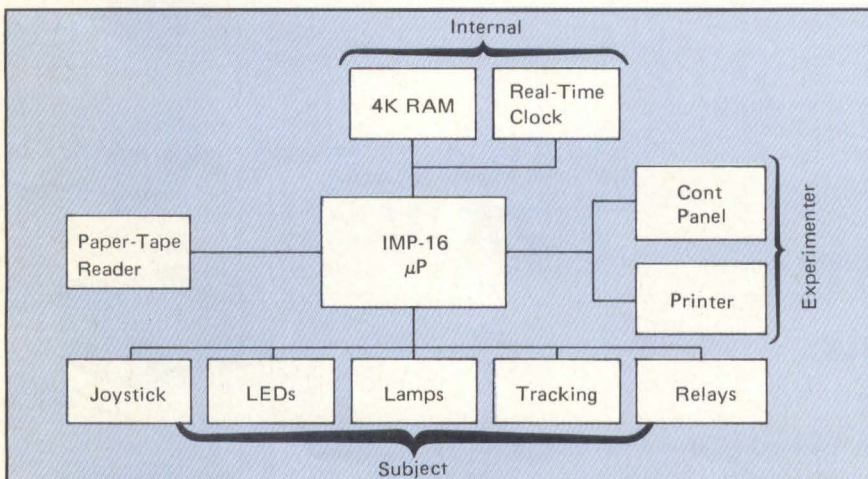 Internal
4K RAM
Real-Time
Clock
Paper-Tape
Reader
IMP-16
μP
Cont
Panel
Printer
Experimenter
Joystick
LEDs
Lamps
Tracking
Relays
Subject